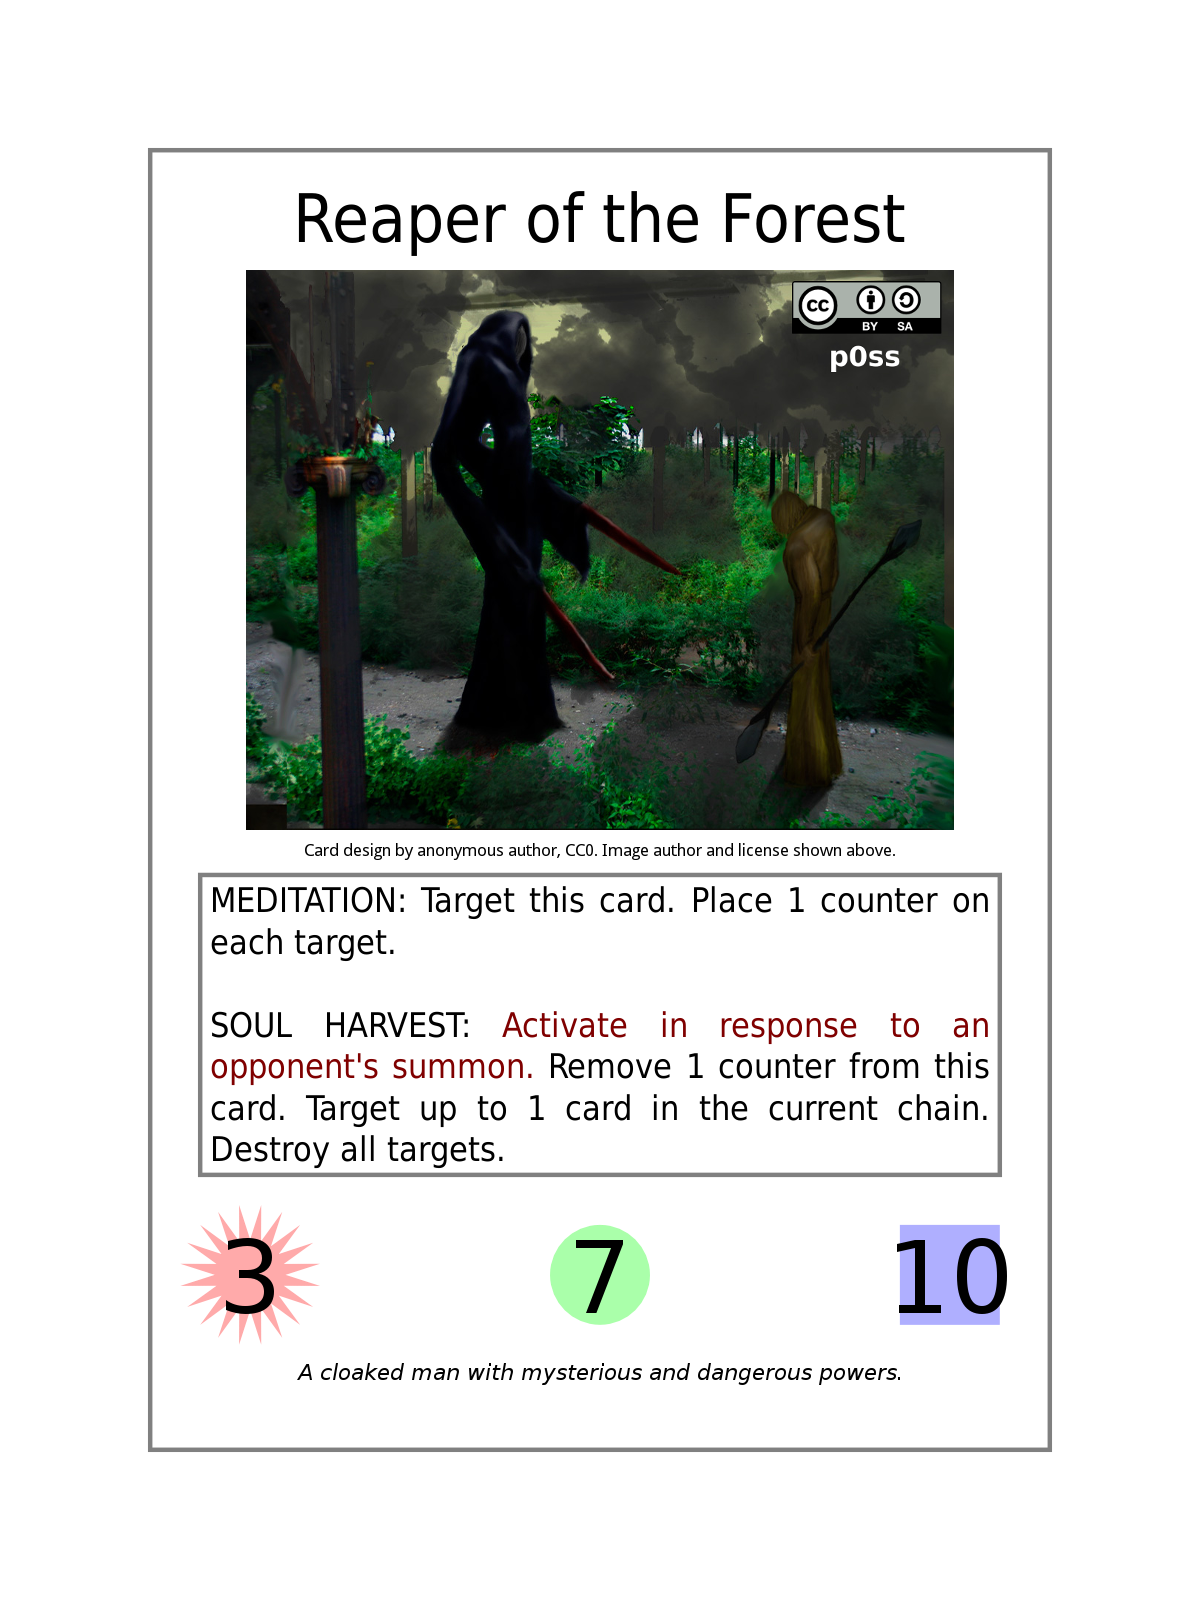 Reaper of the Forest
cc
BY SA
p0ss
Card design by anonymous author, CC0. Image author and license shown above.
MEDITATION: Target this card. Place 1 counter on
each target.
SOUL HARVEST: Activate in response to an
opponent's summon. Remove 1 counter from this
card. Target up to 1 card in the current chain.
Destroy all targets.
3 7 10
A cloaked man with mysterious and dangerous powers.